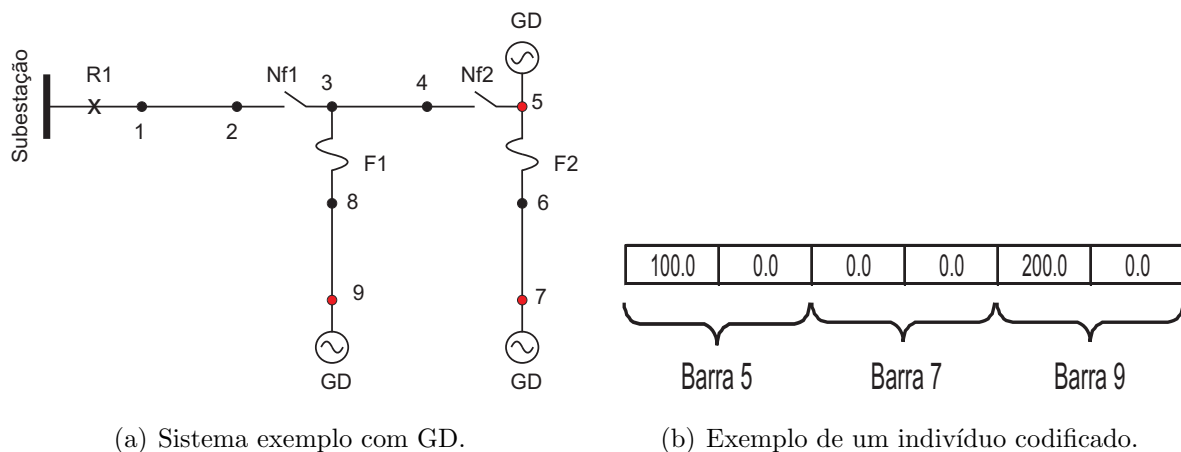 GD
Subestação
R1
Nf1
3
4
Nf2
5
1
2
F1
F2
8
6
9
7
GD
GD
100.0 0.0 0.0 0.0 200.0 0.0
Barra 5 Barra 7 Barra 9
(a) Sistema exemplo com GD.
(b) Exemplo de um indivíduo codificado.